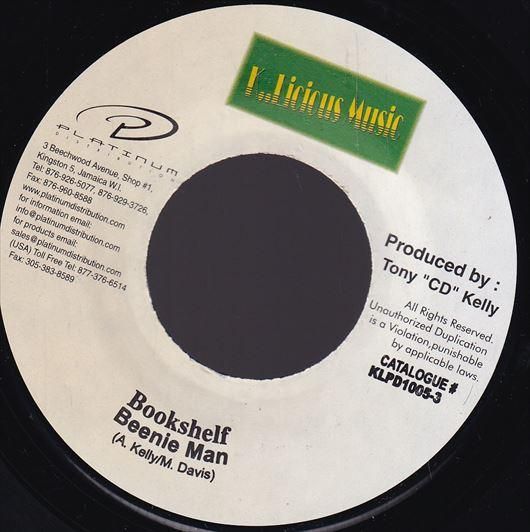 K..Licious Music
PLATINUM
DISTRIBUTION
3 Beechwood Avenue, Shop #1,
Kingston 5, Jamaica W.I.
Tel: 876-926-5077, 876-929-3726,
Fax: 876-960-8588
www.platinumdistribution.com
for information email:
info@platinumdistribution.com
for products email:
sales@platinumdistribution.com
(USA) Toll Free Tel: 877-376-6514
Fax: 305-383-8589
Produced by :
Tony "CD" Kelly
All Rights Reserved.
Unauthorized Duplication
is a Violation,punishable
by applicable laws.
CATALOGUE #
KLPD1005-3
Bookshelf
Beenie Man
(A. Kelly/M. Davis)